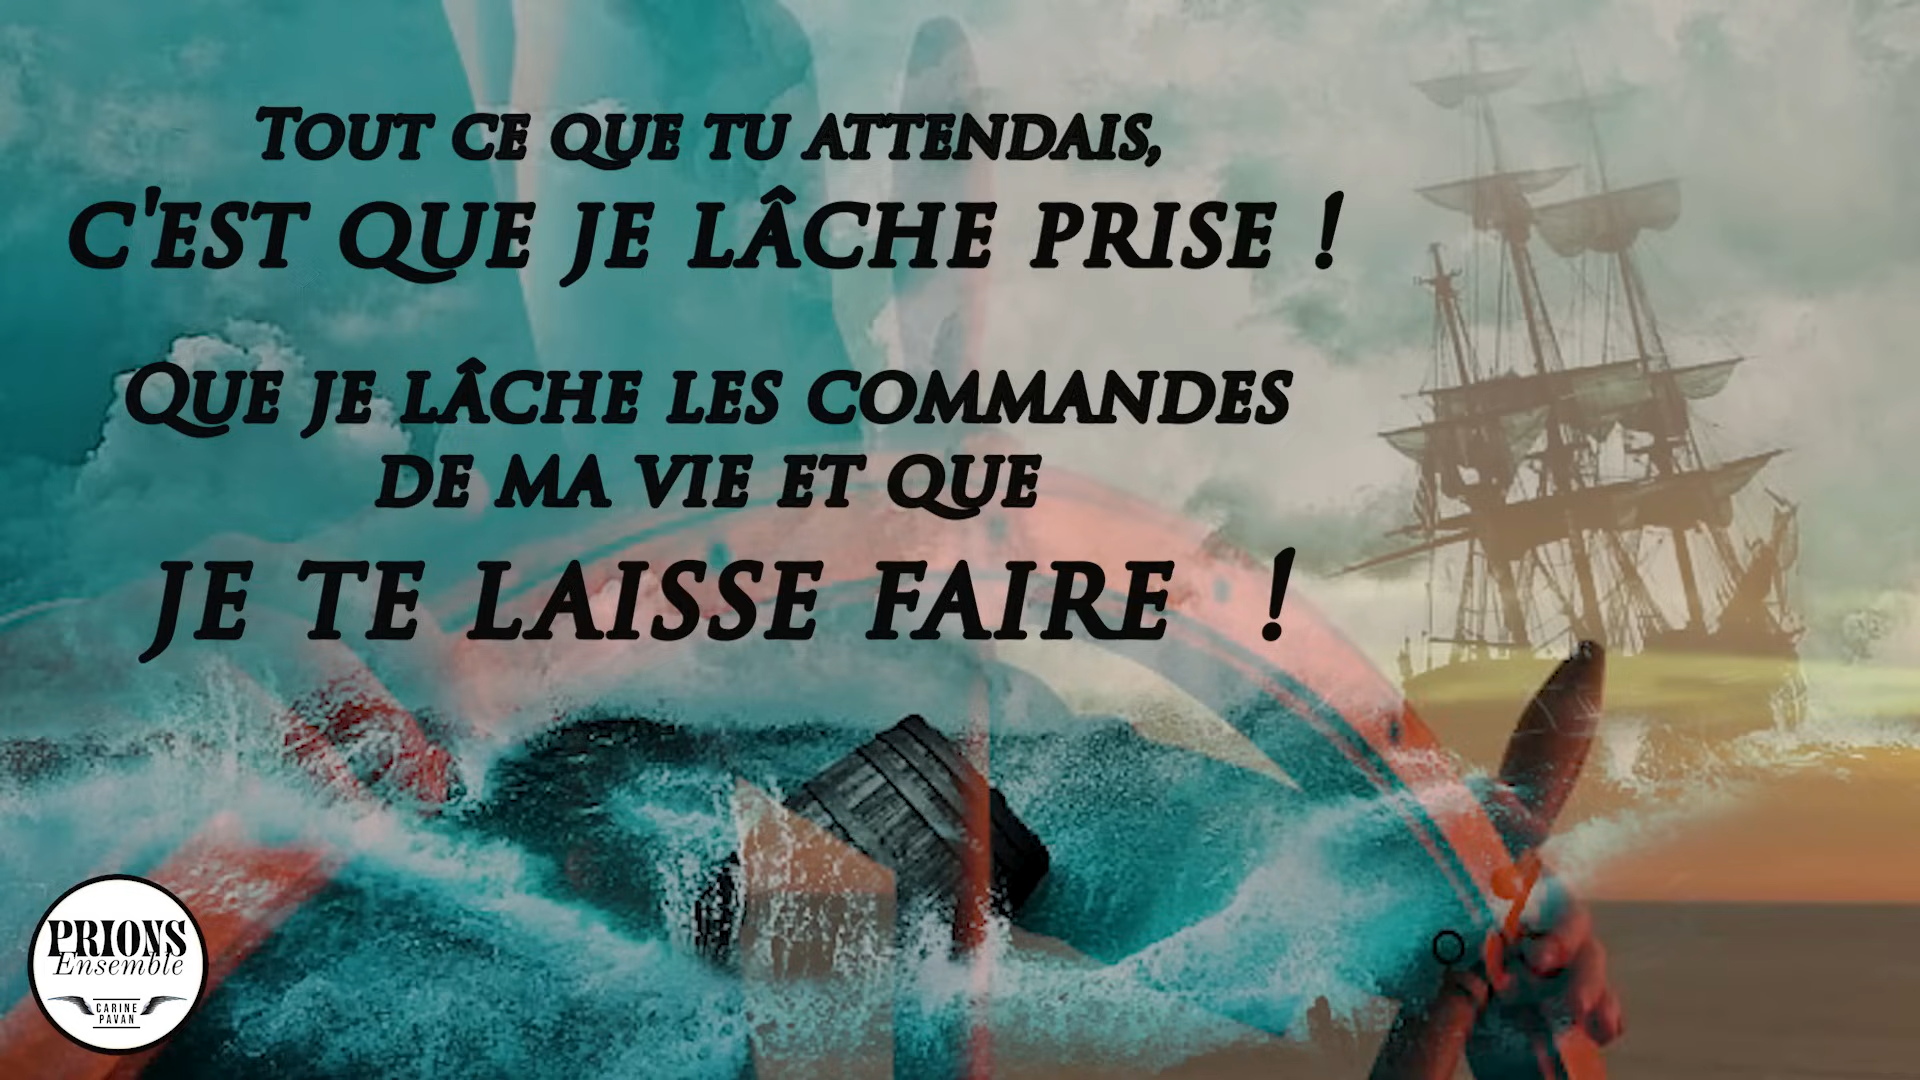 Tout ce que tu attendais,
c'est que je lâche prise !
Que je lâche les commandes
de ma vie et que
je te laisse faire !
PRIONS
Ensemble
CARINE
PAVAN